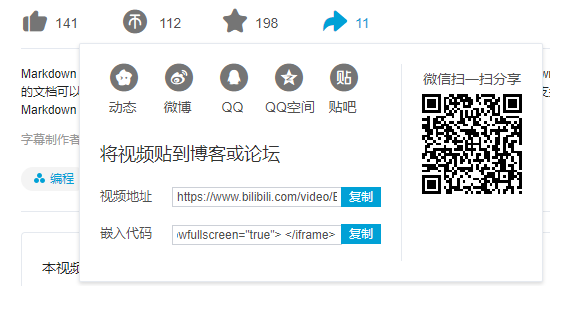 141 112 198 11
Markdown
的文档可以
Markdown
字幕制作者
编程
本视频
动态 微博 QQ QQ空间 贴吧
贴
将视频贴到博客或论坛
视频地址 https://www.bilibili.com/video/ 复制
嵌入代码 owfullscreen="true"> </iframe> 复制
微信扫一扫分享